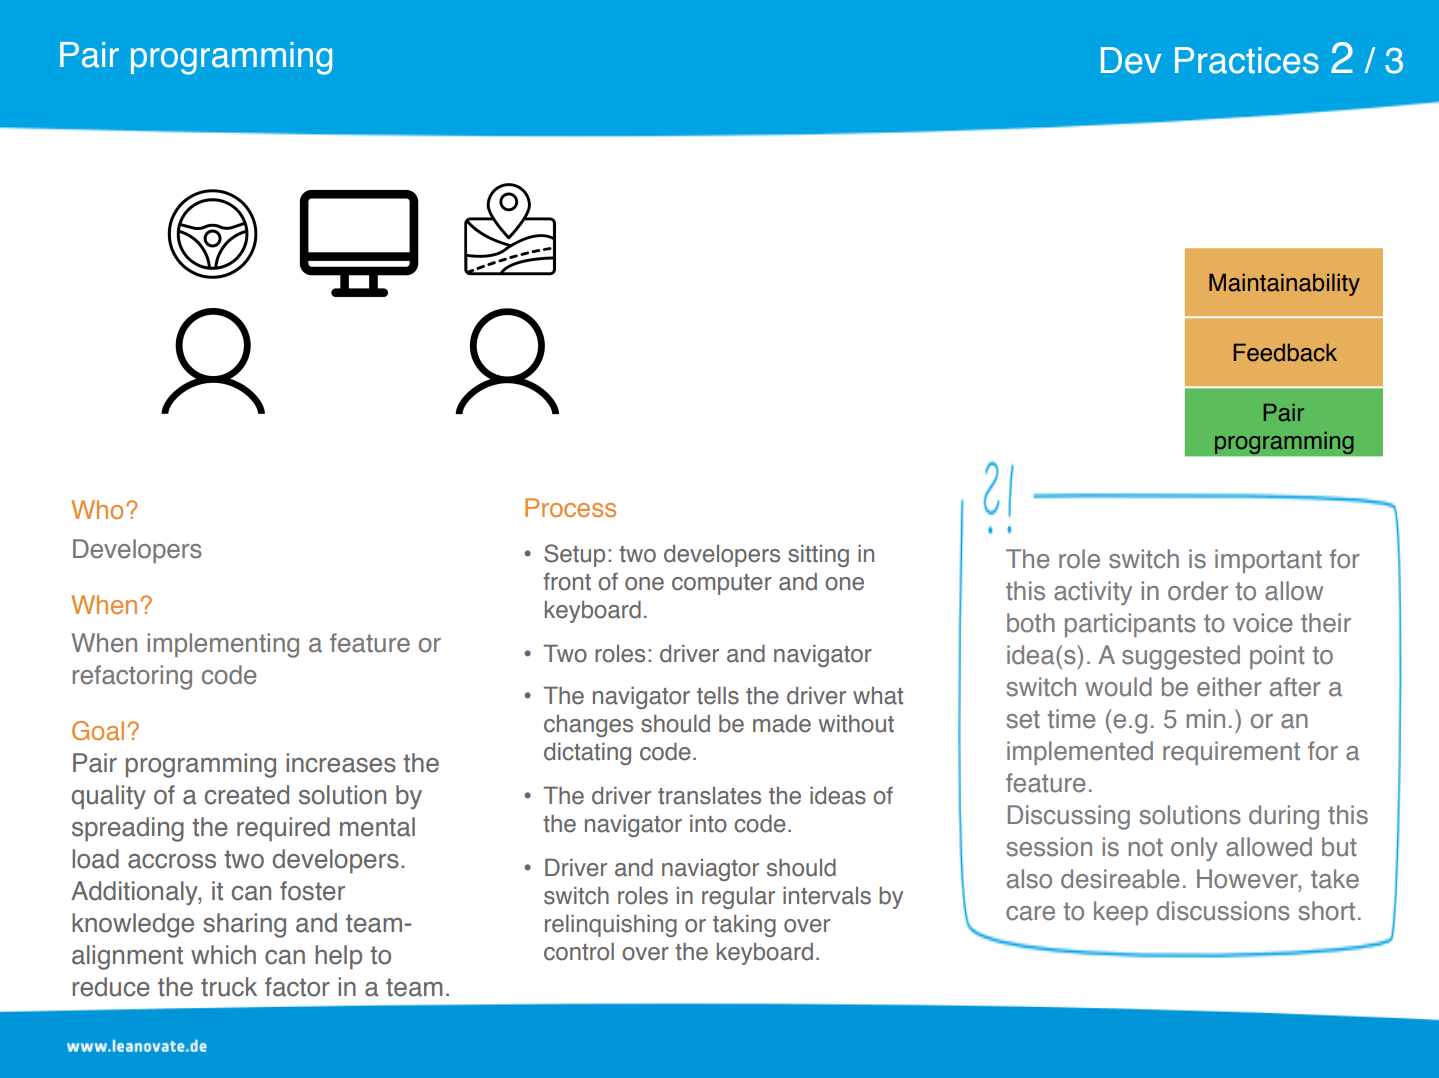 Pair programming
Dev Practices 2 / 3
Maintainability
Feedback
Pair
programming
Who?
Developers
When?
When implementing a feature or
refactoring code
Goal?
Pair programming increases the
quality of a created solution by
spreading the required mental
load accross two developers.
Additionaly, it can foster
knowledge sharing and team-
alignment which can help to
reduce the truck factor in a team.
Process
• Setup: two developers sitting in
front of one computer and one
keyboard.
• Two roles: driver and navigator
• The navigator tells the driver what
changes should be made without
dictating code.
• The driver translates the ideas of
the navigator into code.
• Driver and naviagtor should
switch roles in regular intervals by
relinquishing or taking over
control over the keyboard.
?!
The role switch is important for
this activity in order to allow
both participants to voice their
idea(s). A suggested point to
switch would be either after a
set time (e.g. 5 min.) or an
implemented requirement for a
feature.
Discussing solutions during this
session is not only allowed but
also desireable. However, take
care to keep discussions short.
www.leanovate.de